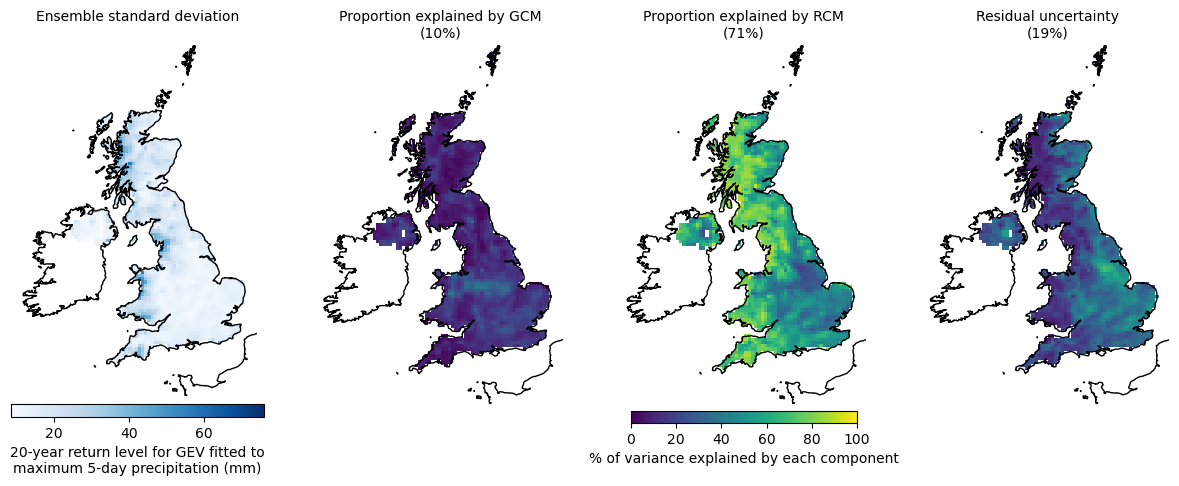 Ensemble standard deviation
Proportion explained by GCM
(10%)
Proportion explained by RCM
(71%)
Residual uncertainty
(19%)
20 40 60
20-year return level for GEV fitted to
maximum 5-day precipitation (mm)
0 20 40 60 80 100
% of variance explained by each component